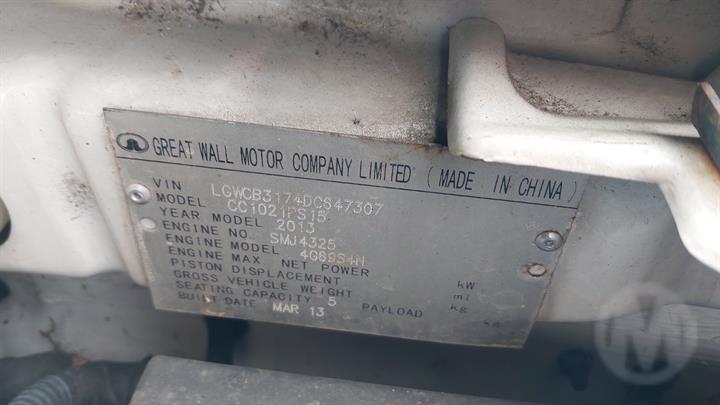 GREAT WALL MOTOR COMPANY LIMITED (MADE IN CHINA)
VIN LGWCB3174DC647307
MODEL CC1021PS15
YEAR MODEL 2013
ENGINE NO. SMJ4325
ENGINE MODEL 4G69S4N
ENGINE MAX NET POWER kW
PISTON DISPLACEMENT ml
GROSS VEHICLE WEIGHT kg
SEATING CAPACITY 5 PAYLOAD kg
BUILT DATE MAR 13
M